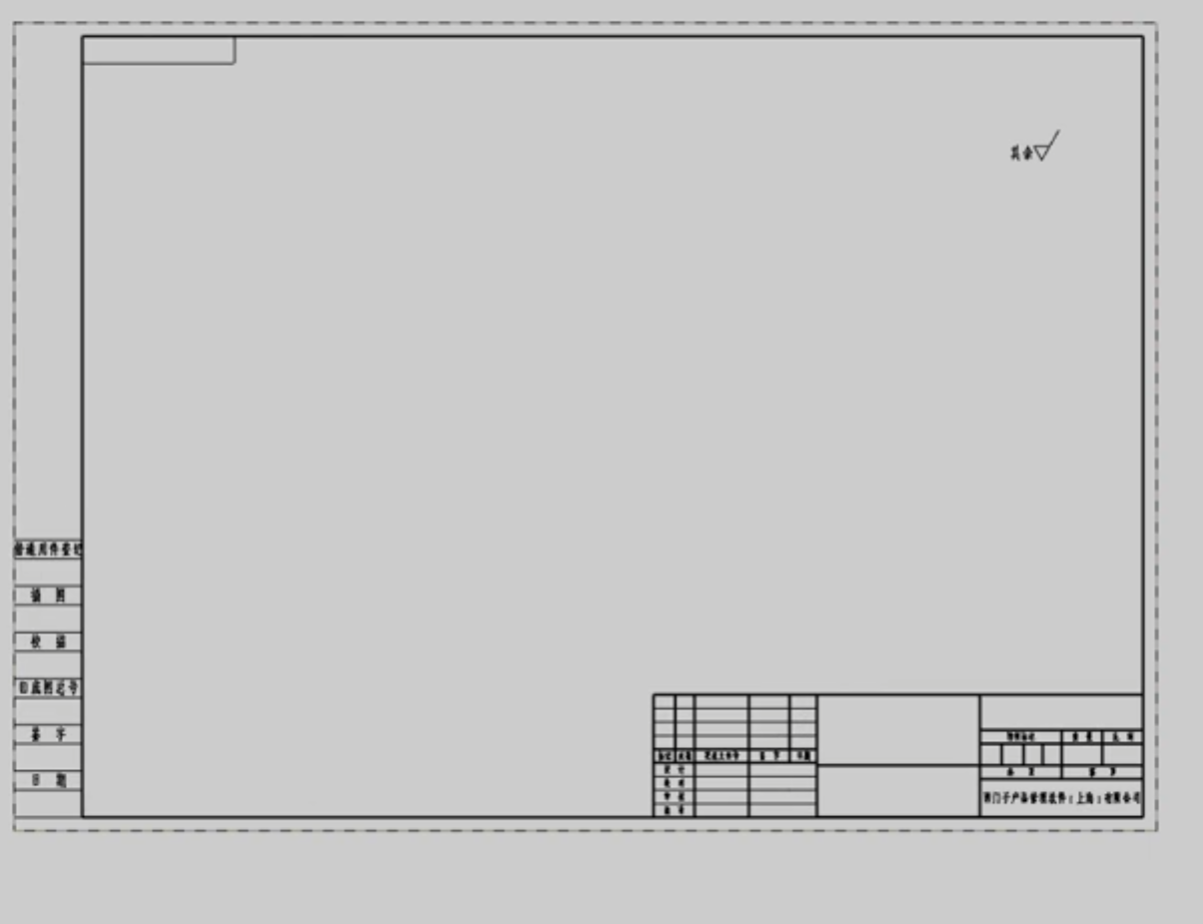 其余
借通用件登记
描 图
校 描
旧底图总号
签 字
日 期
标记 处数 更改文件号 签 字 日期
设 计
校 对
审 核
批 准
图样标记 重 量 比 例
共 页 第 页
西门子产品管理软件(上海)有限公司